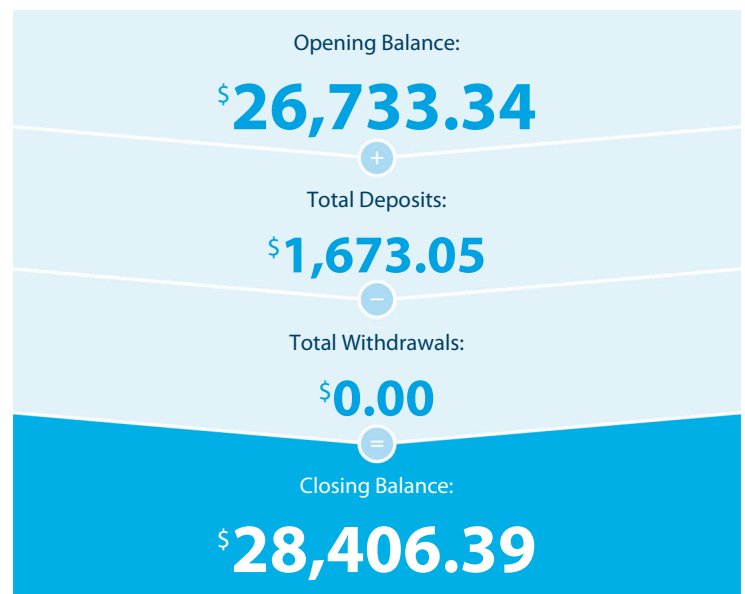 Opening Balance:
$26,733.34
+
Total Deposits:
$1,673.05
−
Total Withdrawals:
$0.00
=
Closing Balance:
$28,406.39